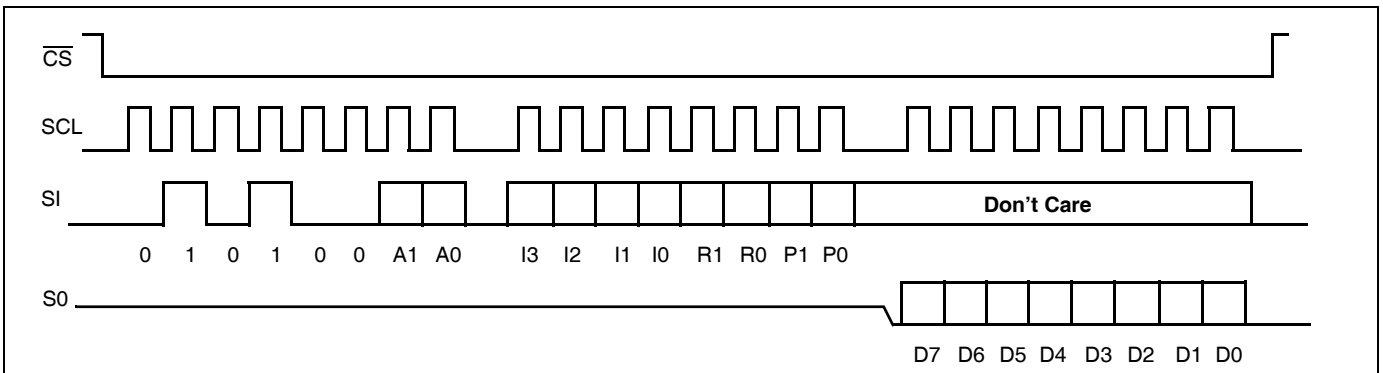 CS
SCL
SI
Don't Care
0 1 0 1 0 0 A1 A0 I3 I2 I1 I0 R1 R0 P1 P0
S0
D7 D6 D5 D4 D3 D2 D1 D0